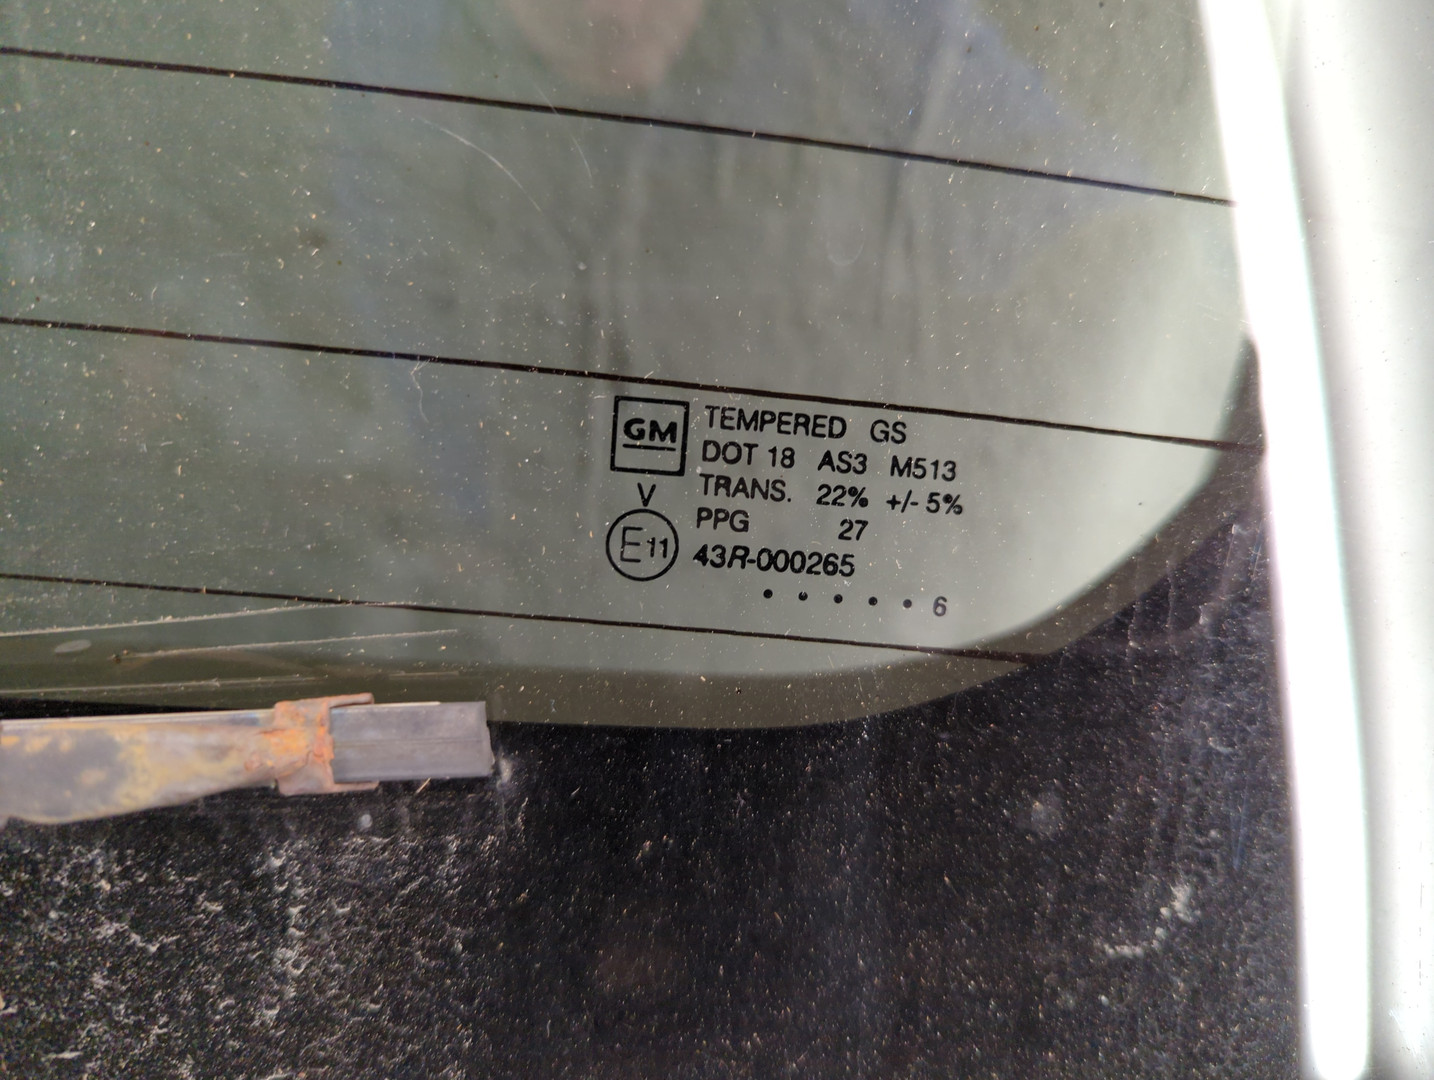 GM
TEMPERED GS
DOT 18 AS3 M513
TRANS. 22% +/- 5%
V
PPG 27
E11
43R-000265
• • • • • 6